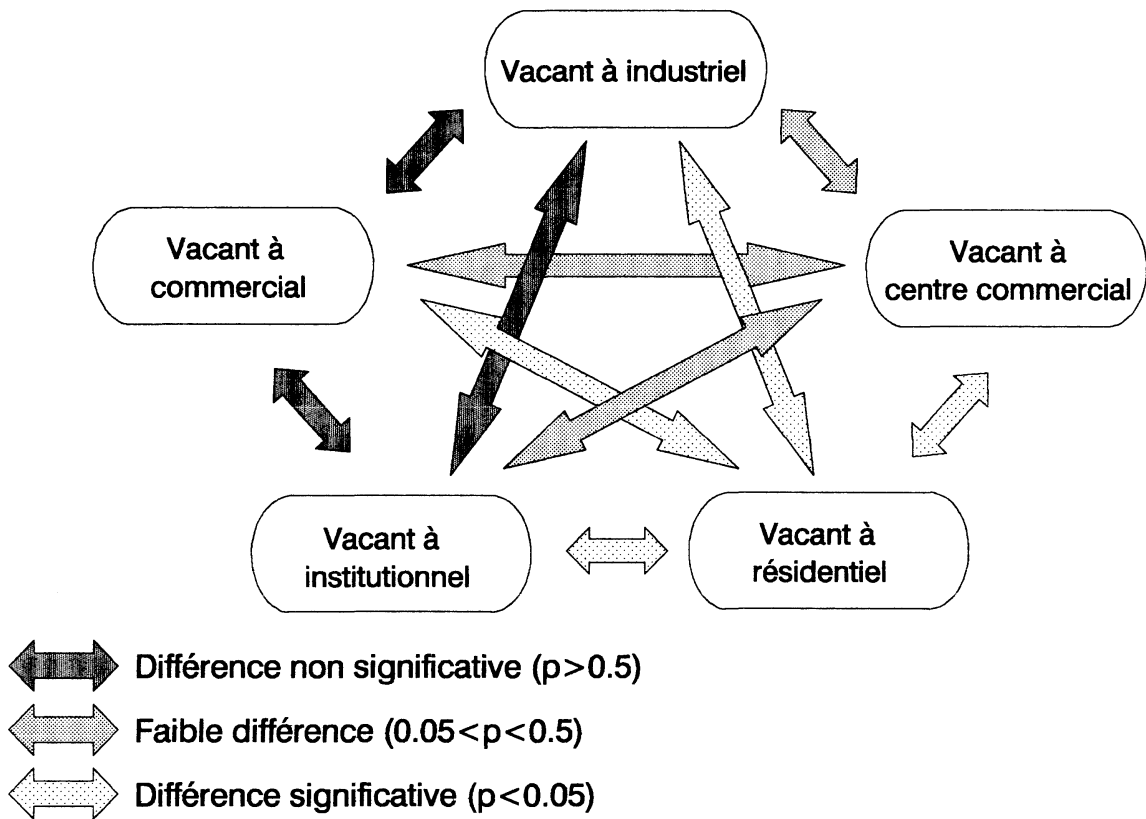 Vacant à industriel
Vacant à
commercial
Vacant à
centre commercial
Vacant à
institutionnel
Vacant à
résidentiel
Différence non significative (p>0.5)
Faible différence (0.05<p<0.5)
Différence significative (p<0.05)